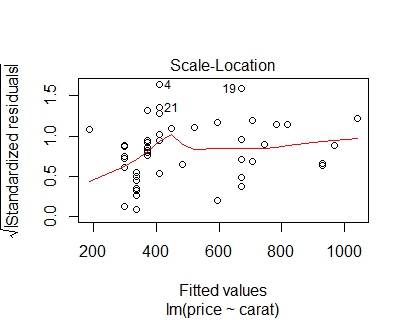 Scale-Location
√|Standardized residuals|
0.0 0.5 1.0 1.5
4
21
19
200 400 600 800 1000
Fitted values
lm(price ~ carat)